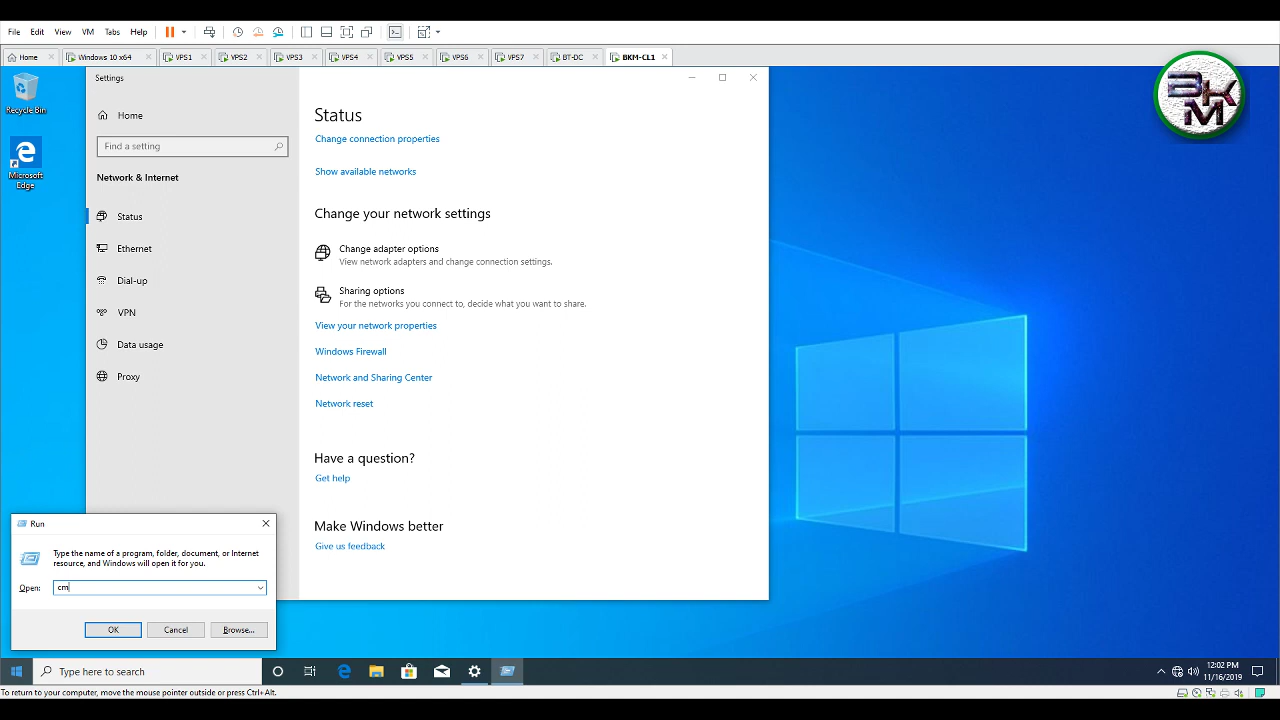 File Edit View VM Tabs Help
Home Windows 10 x64 VPS1 VPS2 VPS3 VPS4 VPS5 VPS6 VPS7 BT-DC BKM-CL1
Recycle Bin
Microsoft
Edge
BKM
Settings
Home
Find a setting
Network & Internet
Status
Ethernet
Dial-up
VPN
Data usage
Proxy
Status
Change connection properties
Show available networks
Change your network settings
Change adapter options
View network adapters and change connection settings.
Sharing options
For the networks you connect to, decide what you want to share.
View your network properties
Windows Firewall
Network and Sharing Center
Network reset
Have a question?
Get help
Make Windows better
Give us feedback
Run
Type the name of a program, folder, document, or Internet
resource, and Windows will open it for you.
Open: cm
OK Cancel Browse...
Type here to search
12:02 PM
11/16/2019
To return to your computer, move the mouse pointer outside or press Ctrl+Alt.